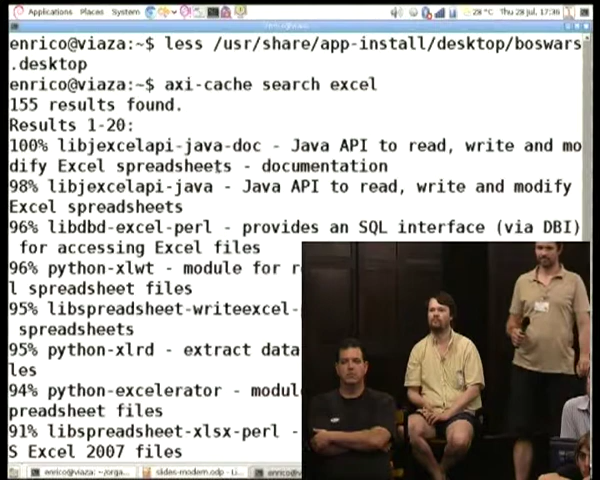 Applications Places System 28 °C Thu 28 jul, 17:36
enrico@viaza: ~
enrico@viaza:~$ less /usr/share/app-install/desktop/boswars
.desktop
enrico@viaza:~$ axi-cache search excel
155 results found.
Results 1-20:
100% libjexcelapi-java-doc - Java API to read, write and mo
dify Excel spreadsheets - documentation
98% libjexcelapi-java - Java API to read, write and modify
Excel spreadsheets
96% libdbd-excel-perl - provides an SQL interface (via DBI)
for accessing Excel files
96% python-xlwt - module for r
l spreadsheet files
95% libspreadsheet-writeexcel-
spreadsheets
95% python-xlrd - extract data
les
94% python-excelerator - modul
preadsheet files
91% libspreadsheet-xlsx-perl -
S Excel 2007 files
enrico@viaza: ~/orga... slides-modern.odp - Li... enrico@